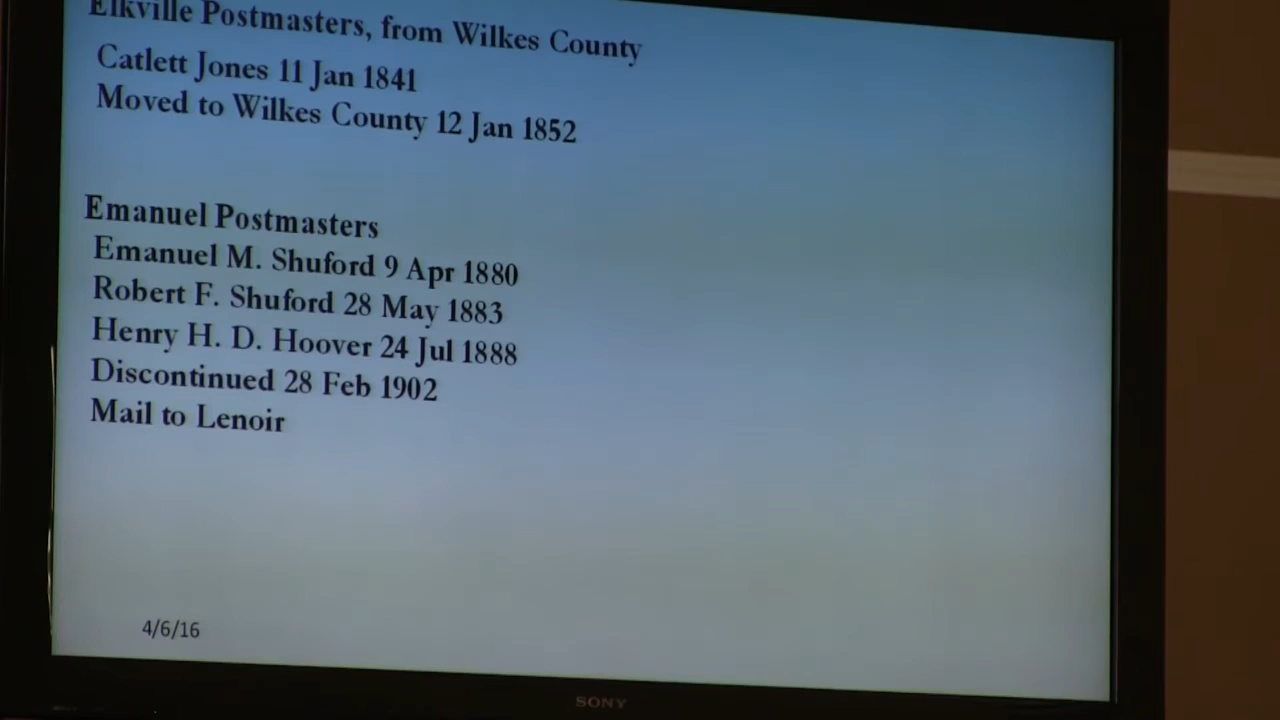 Elkville Postmasters, from Wilkes County
Catlett Jones 11 Jan 1841
Moved to Wilkes County 12 Jan 1852
Emanuel Postmasters
Emanuel M. Shuford 9 Apr 1880
Robert F. Shuford 28 May 1883
Henry H. D. Hoover 24 Jul 1888
Discontinued 28 Feb 1902
Mail to Lenoir
4/6/16
SONY